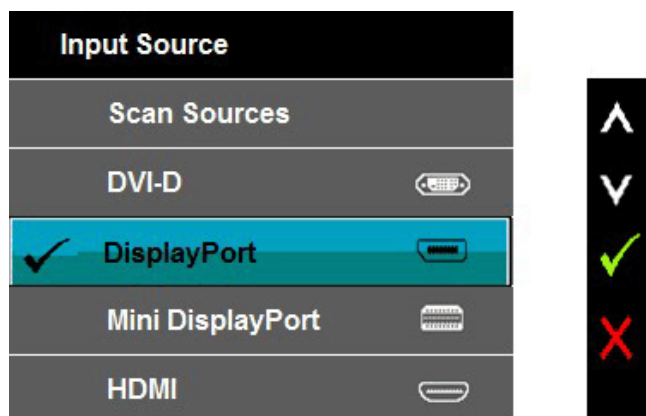 Input Source
Scan Sources
DVI-D
DisplayPort
Mini DisplayPort
HDMI